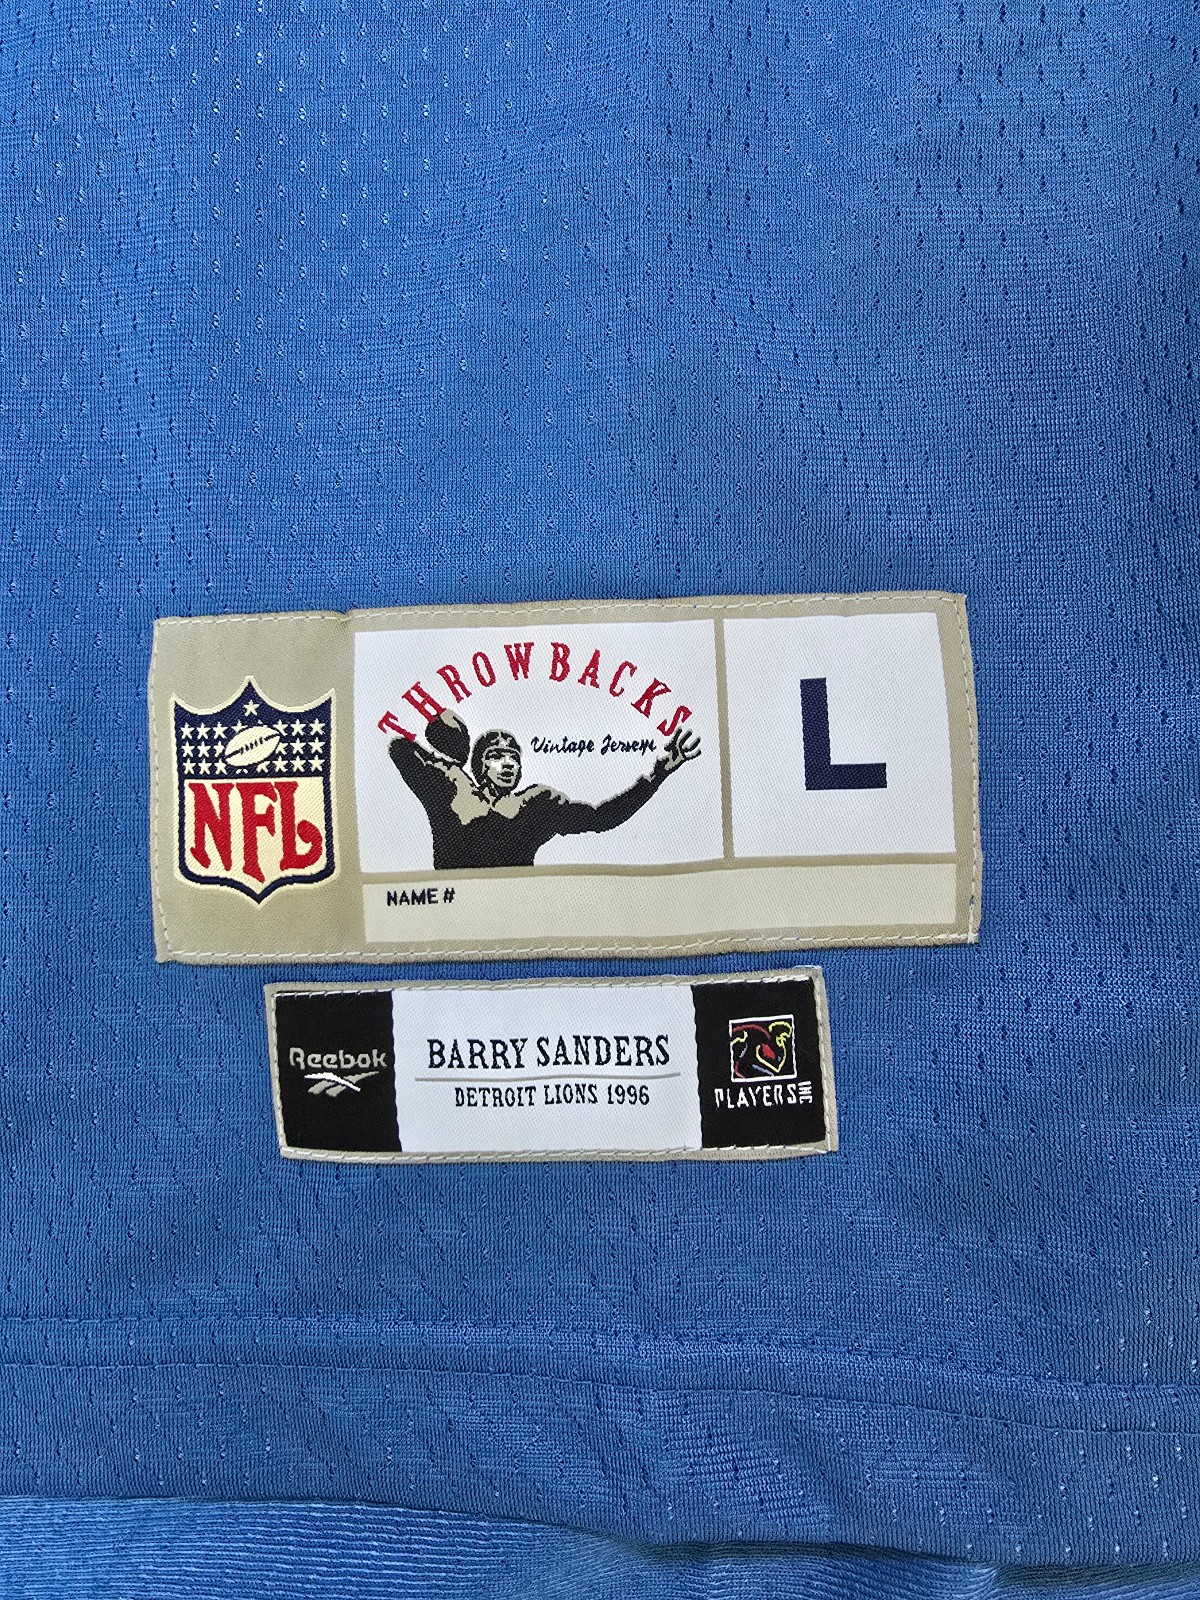 THROWBACKS
Vintage Jerseys
L
NFL
NAME #
Reebok
BARRY SANDERS
DETROIT LIONS 1996
PLAYERS INC